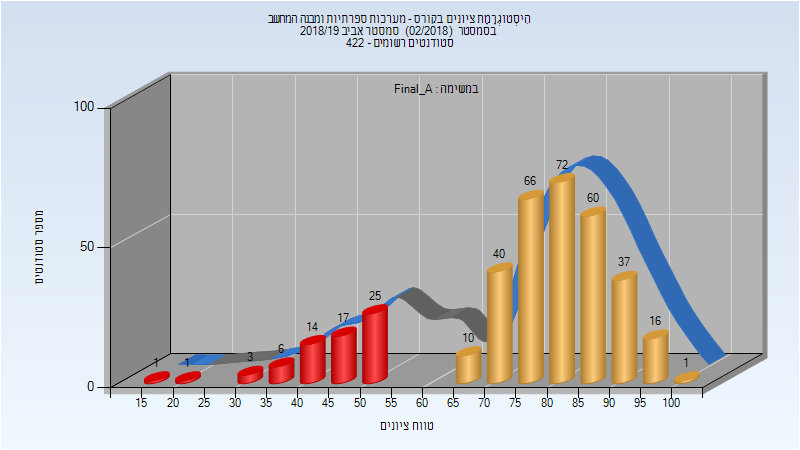 היסטוגרמת ציונים בקורס - מערכות ספרתיות ומבנה המחשב
בסמסטר (02/2018) סמסטר אביב 2018/19
סטודנטים רשומים - 422
במשימה : Final_A
מספר סטודנטים
100
50
0
1
1
3
6
14
17
25
10
40
66
72
60
37
16
1
15 20 25 30 35 40 45 50 55 60 65 70 75 80 85 90 95 100
טווח ציונים